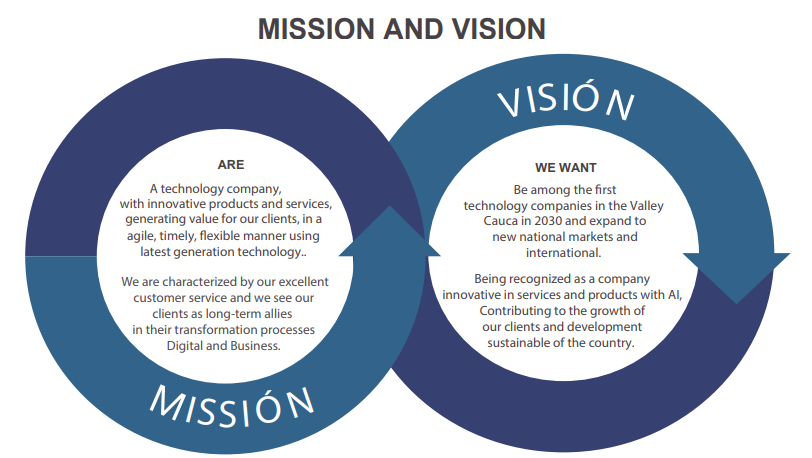 MISSION AND VISION
ARE
A technology company,
with innovative products and services,
generating value for our clients, in a
agile, timely, flexible manner using
latest generation technology..
We are characterized by our excellent
customer service and we see our
clients as long-term allies
in their transformation processes
Digital and Business.
MISSIÓN
VISIÓN
WE WANT
Be among the first
technology companies in the Valley
Cauca in 2030 and expand to
new national markets and
international.
Being recognized as a company
innovative in services and products with AI,
Contributing to the growth of
our clients and development
sustainable of the country.